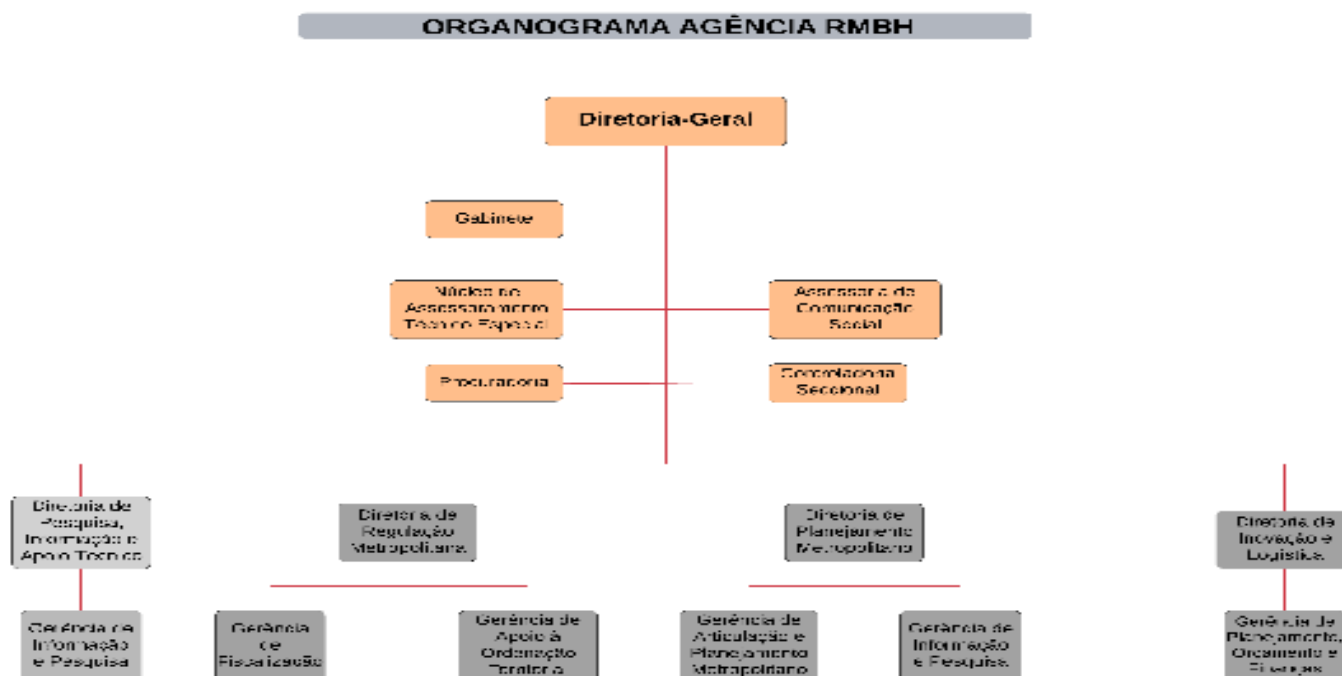 ORGANOGRAMA AGÊNCIA RMBH
Diretoria-Geral
Gabinete
Núcleo de
Assessoramento
Técnico Especial
Assessoria de
Comunicação
Social
Procuradoria
Controladoria
Seccional
Diretoria de
Pesquisa,
Informação e
Apoio Técnico
Diretoria de
Regulação
Metropolitana
Diretoria de
Planejamento
Metropolitano
Diretoria de
Inovação e
Logística
Gerência de
Informação
e Pesquisa
Gerência
de
Fiscalização
Gerência de
Apoio à
Ordenação
Territoria
Gerência de
Articulação e
Planejamento
Metropolitano
Gerência de
Informação
e Pesquisa
Gerência de
Planejamento,
Orçamento e
Finanças